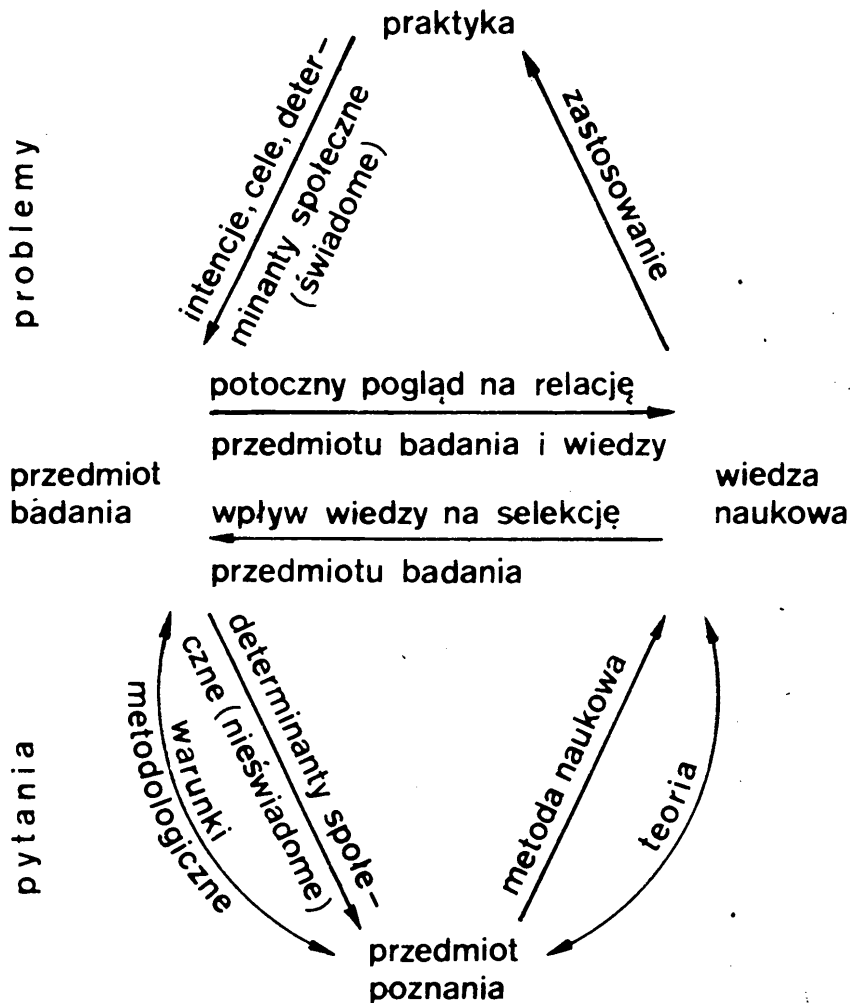 praktyka
problemy
intencje, cele, deter-
minanty społeczne
(świadome)
zastosowanie
potoczny pogląd na relację
przedmiotu badania i wiedzy
przedmiot
badania
wiedza
naukowa
wpływ wiedzy na selekcję
przedmiotu badania
pytania
determinanty społe-
czne (nieświadome)
warunki
metodologiczne
metoda naukowa
teoria
przedmiot
poznania